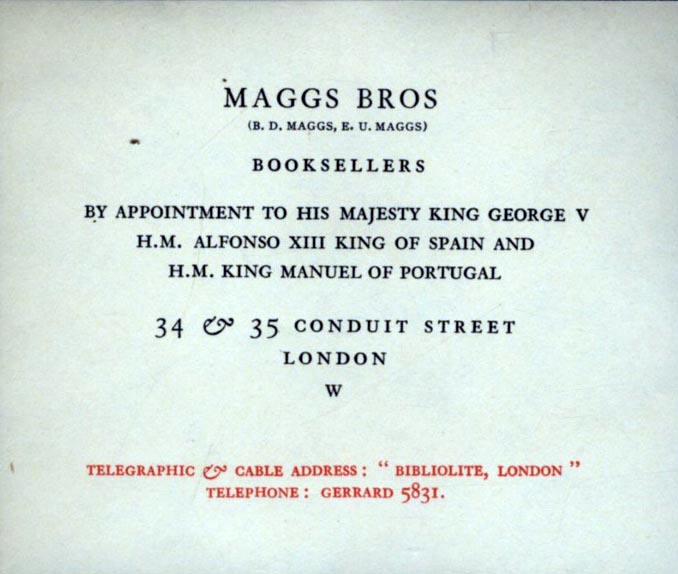 MAGGS BROS
(B. D. MAGGS, E. U. MAGGS)
BOOKSELLERS
BY APPOINTMENT TO HIS MAJESTY KING GEORGE V
H.M. ALFONSO XIII KING OF SPAIN AND
H.M. KING MANUEL OF PORTUGAL
34 & 35 CONDUIT STREET
LONDON
W
TELEGRAPHIC & CABLE ADDRESS: “ BIBLIOLITE, LONDON ”
TELEPHONE: GERRARD 5831.